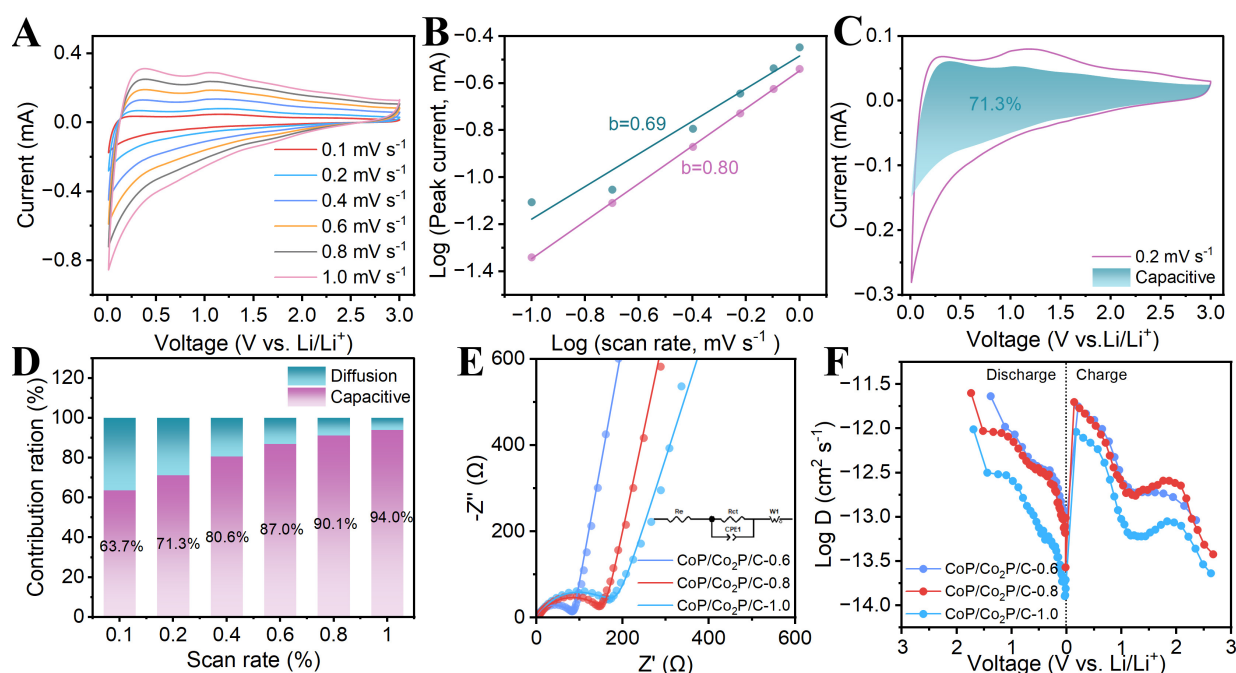 A
0.4
0.0
−0.4
−0.8
Current (mA)
0.1 mV s⁻¹
0.2 mV s⁻¹
0.4 mV s⁻¹
0.6 mV s⁻¹
0.8 mV s⁻¹
1.0 mV s⁻¹
0.0 0.5 1.0 1.5 2.0 2.5 3.0
Voltage (V vs. Li/Li⁺)
B
−0.4
−0.6
−0.8
−1.0
−1.2
−1.4
Log (Peak current, mA)
b=0.69
b=0.80
−1.0 −0.8 −0.6 −0.4 −0.2 0.0
Log (scan rate, mV s⁻¹ )
C
0.1
0.0
−0.1
−0.2
−0.3
Current (mA)
71.3%
0.2 mV s⁻¹
Capacitive
0.0 0.5 1.0 1.5 2.0 2.5 3.0
Voltage (V vs. Li/Li⁺)
D
120
100
80
60
40
20
0
Contribution ration (%)
Diffusion
Capacitive
63.7% 71.3% 80.6% 87.0% 90.1% 94.0%
0.1 0.2 0.4 0.6 0.8 1
Scan rate (%)
E
600
400
200
0
-Z'' (Ω)
Re Rct W1
CPE1
CoP/Co₂P/C-0.6
CoP/Co₂P/C-0.8
CoP/Co₂P/C-1.0
0 200 400 600
Z' (Ω)
F
Discharge Charge
−11.5
−12.0
−12.5
−13.0
−13.5
−14.0
Log D (cm² s⁻¹)
CoP/Co₂P/C-0.6
CoP/Co₂P/C-0.8
CoP/Co₂P/C-1.0
3 2 1 0 1 2 3
Voltage (V vs. Li/Li⁺)